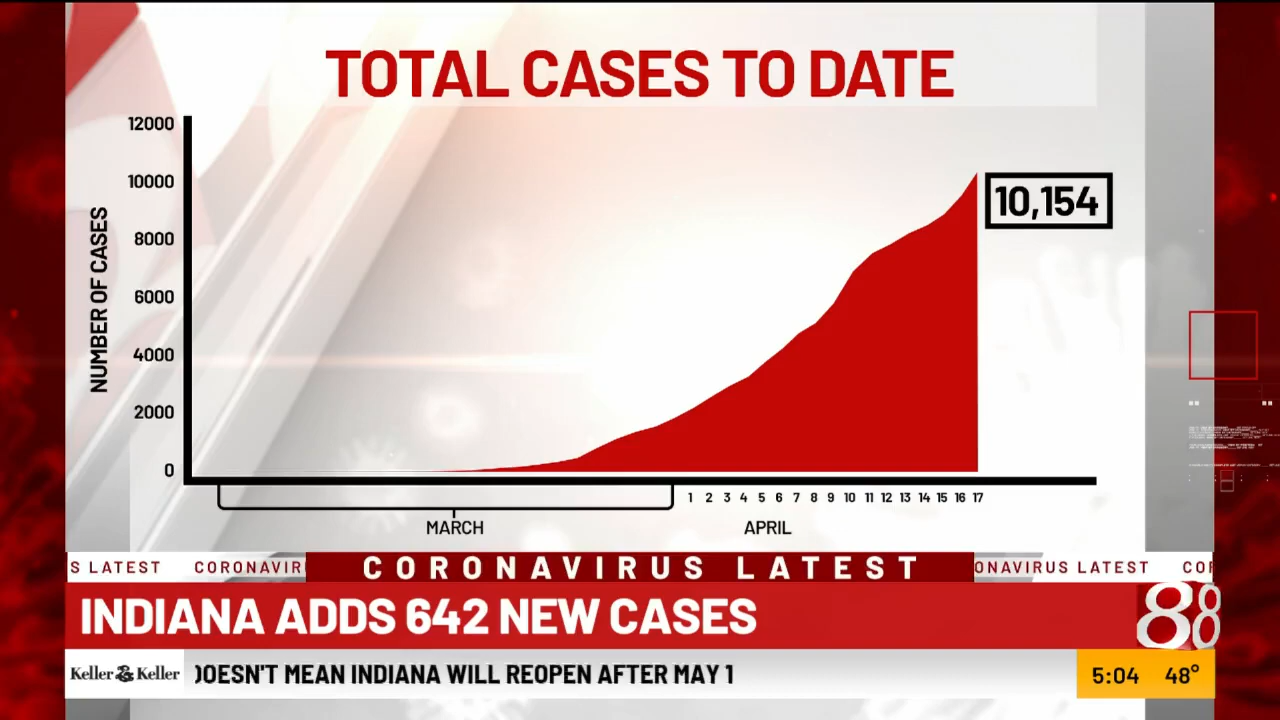 TOTAL CASES TO DATE
12000
10000
8000
6000
4000
2000
0
NUMBER OF CASES
10,154
1 2 3 4 5 6 7 8 9 10 11 12 13 14 15 16 17
MARCH
APRIL
S LATEST CORONAVIR
CORONAVIRUS LATEST
ONAVIRUS LATEST COR
INDIANA ADDS 642 NEW CASES
8
8
Keller & Keller
OESN'T MEAN INDIANA WILL REOPEN AFTER MAY 1
5:04 48°